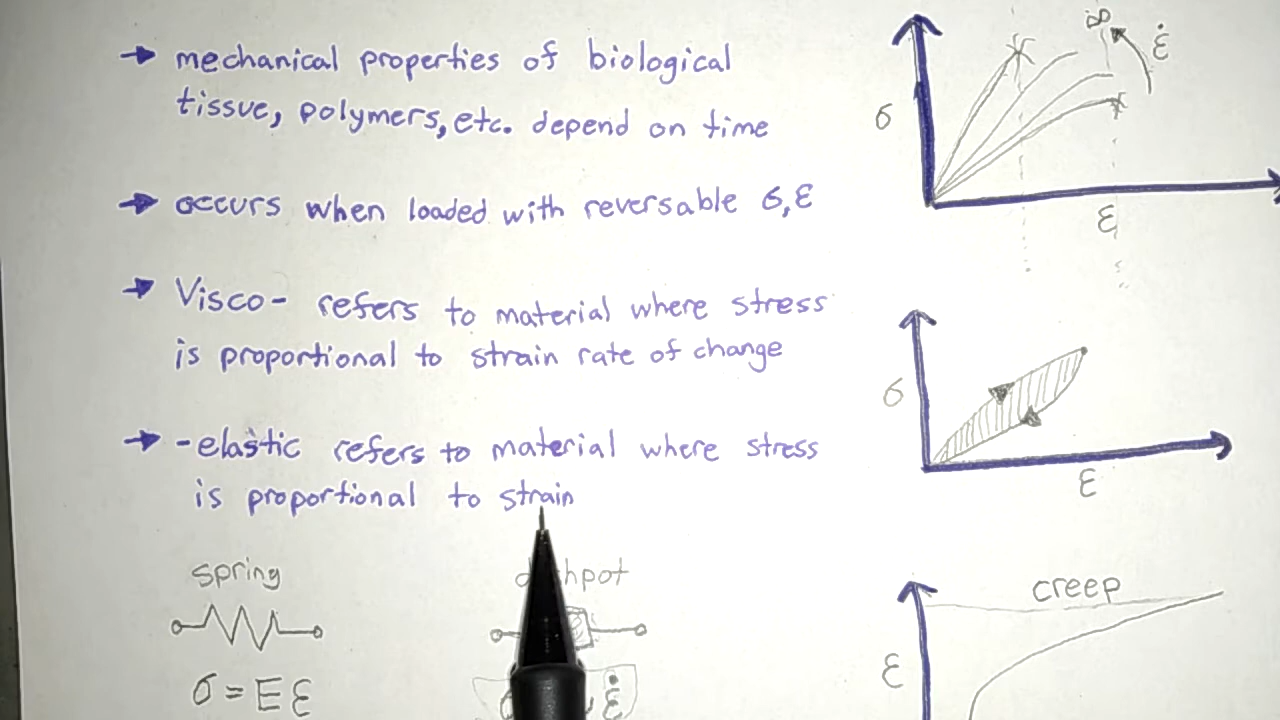 → mechanical properties of biological
tissue, polymers, etc. depend on time
→ occurs when loaded with reversable σ, ε
→ Visco- refers to material where stress
is proportional to strain rate of change
→ -elastic refers to material where stress
is proportional to strain
spring
σ = E ε
ε̇
σ
ε
∞
ε̇
σ
ε
creep
ε